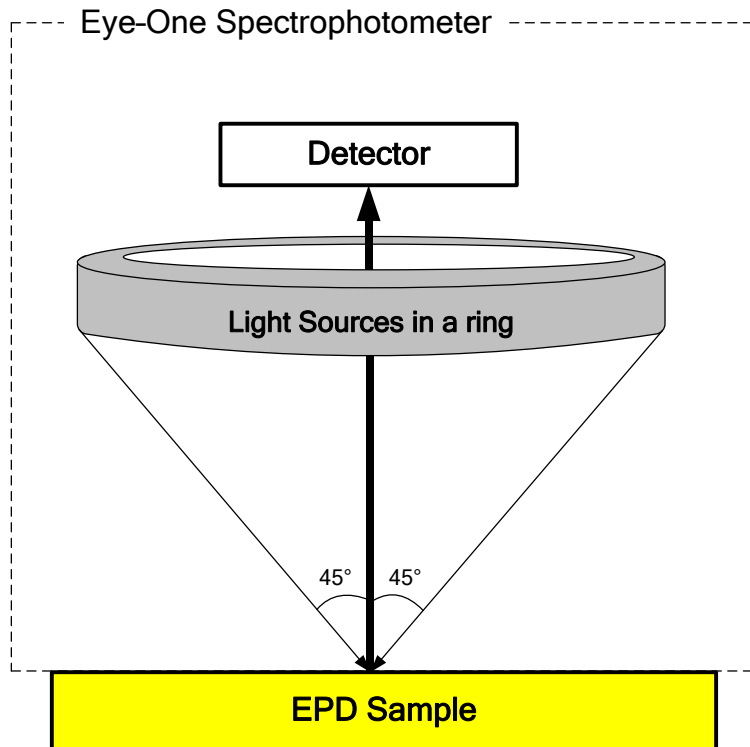 Eye-One Spectrophotometer
Detector
Light Sources in a ring
45° 45°
EPD Sample